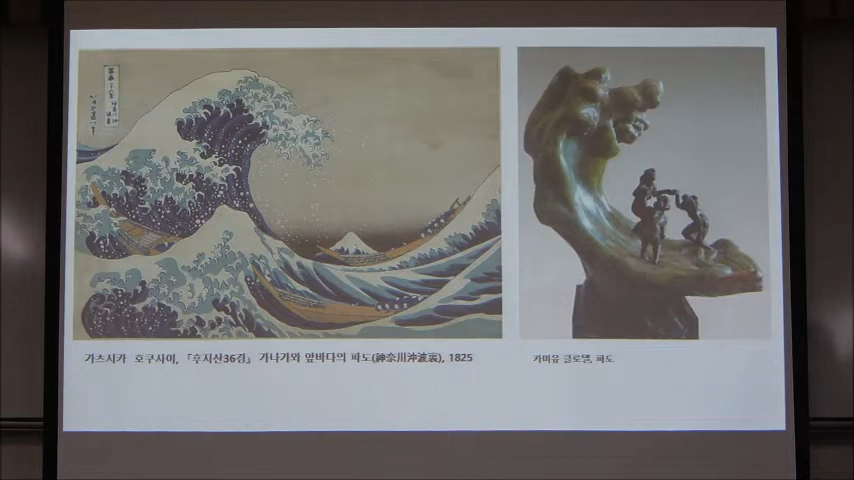 가츠시카 호쿠사이, 「후지산36경」 가나가와 앞바다의 파도(神奈川沖波裏), 1825
카미유 클로델, 파도